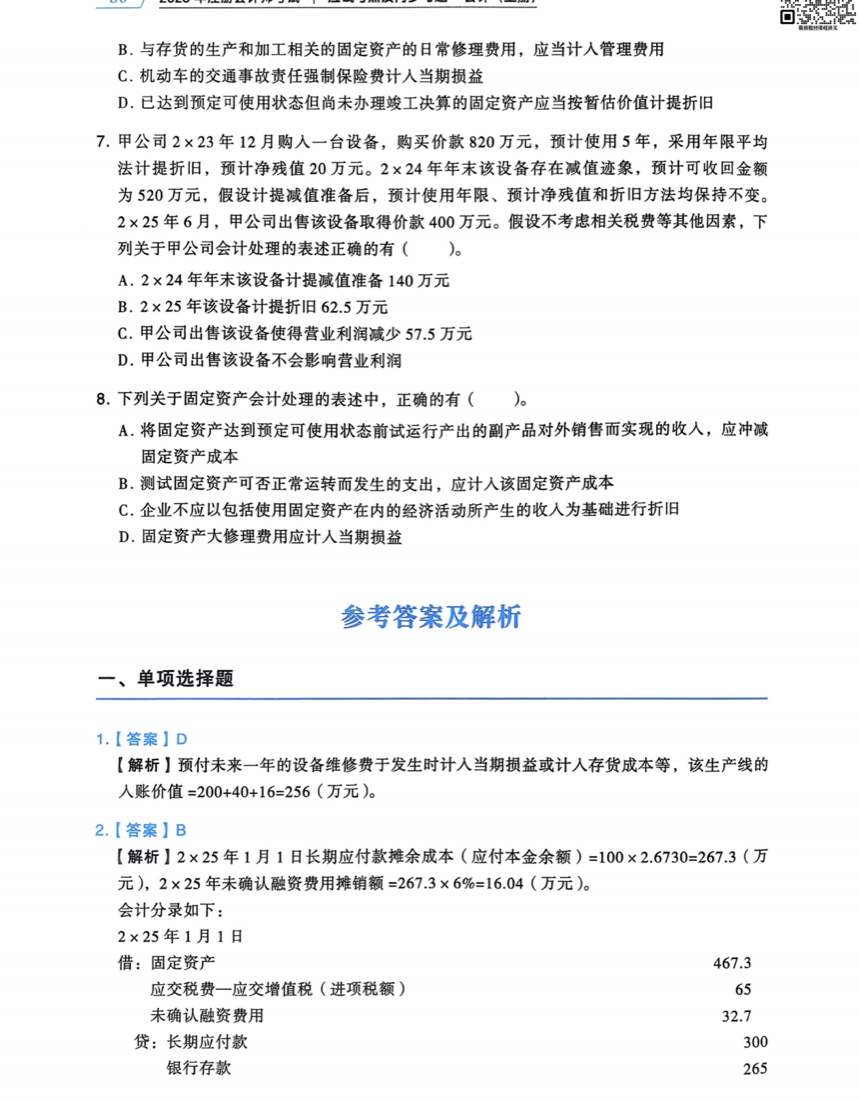 B. 与存货的生产和加工相关的固定资产的日常修理费用，应当计入管理费用
C. 机动车的交通事故责任强制保险费计入当期损益
D. 已达到预定可使用状态但尚未办理竣工决算的固定资产应当按暂估价值计提折旧
7. 甲公司 2×23 年 12 月购入一台设备，购买价款 820 万元，预计使用 5 年，采用年限平均
法计提折旧，预计净残值 20 万元。2×24 年年末该设备存在减值迹象，预计可收回金额
为 520 万元，假设计提减值准备后，预计使用年限、预计净残值和折旧方法均保持不变。
2×25 年 6 月，甲公司出售该设备取得价款 400 万元。假设不考虑相关税费等其他因素，下
列关于甲公司会计处理的表述正确的有（　　）。
A. 2×24 年年末该设备计提减值准备 140 万元
B. 2×25 年该设备计提折旧 62.5 万元
C. 甲公司出售该设备使得营业利润减少 57.5 万元
D. 甲公司出售该设备不会影响营业利润
8. 下列关于固定资产会计处理的表述中，正确的有（　　）。
A. 将固定资产达到预定可使用状态前试运行产出的副产品对外销售而实现的收入，应冲减
固定资产成本
B. 测试固定资产可否正常运转而发生的支出，应计入该固定资产成本
C. 企业不应以包括使用固定资产在内的经济活动所产生的收入为基础进行折旧
D. 固定资产大修理费用应计入当期损益
参考答案及解析
一、单项选择题
1.【答案】D
【解析】预付未来一年的设备维修费于发生时计入当期损益或计入存货成本等，该生产线的
入账价值 =200+40+16=256（万元）。
2.【答案】B
【解析】2×25 年 1 月 1 日长期应付款摊余成本（应付本金余额）=100×2.6730=267.3（万
元），2×25 年未确认融资费用摊销额 =267.3×6%=16.04（万元）。
会计分录如下：
2×25 年 1 月 1 日
借：固定资产 467.3
应交税费—应交增值税（进项税额） 65
未确认融资费用 32.7
贷：长期应付款 300
银行存款 265